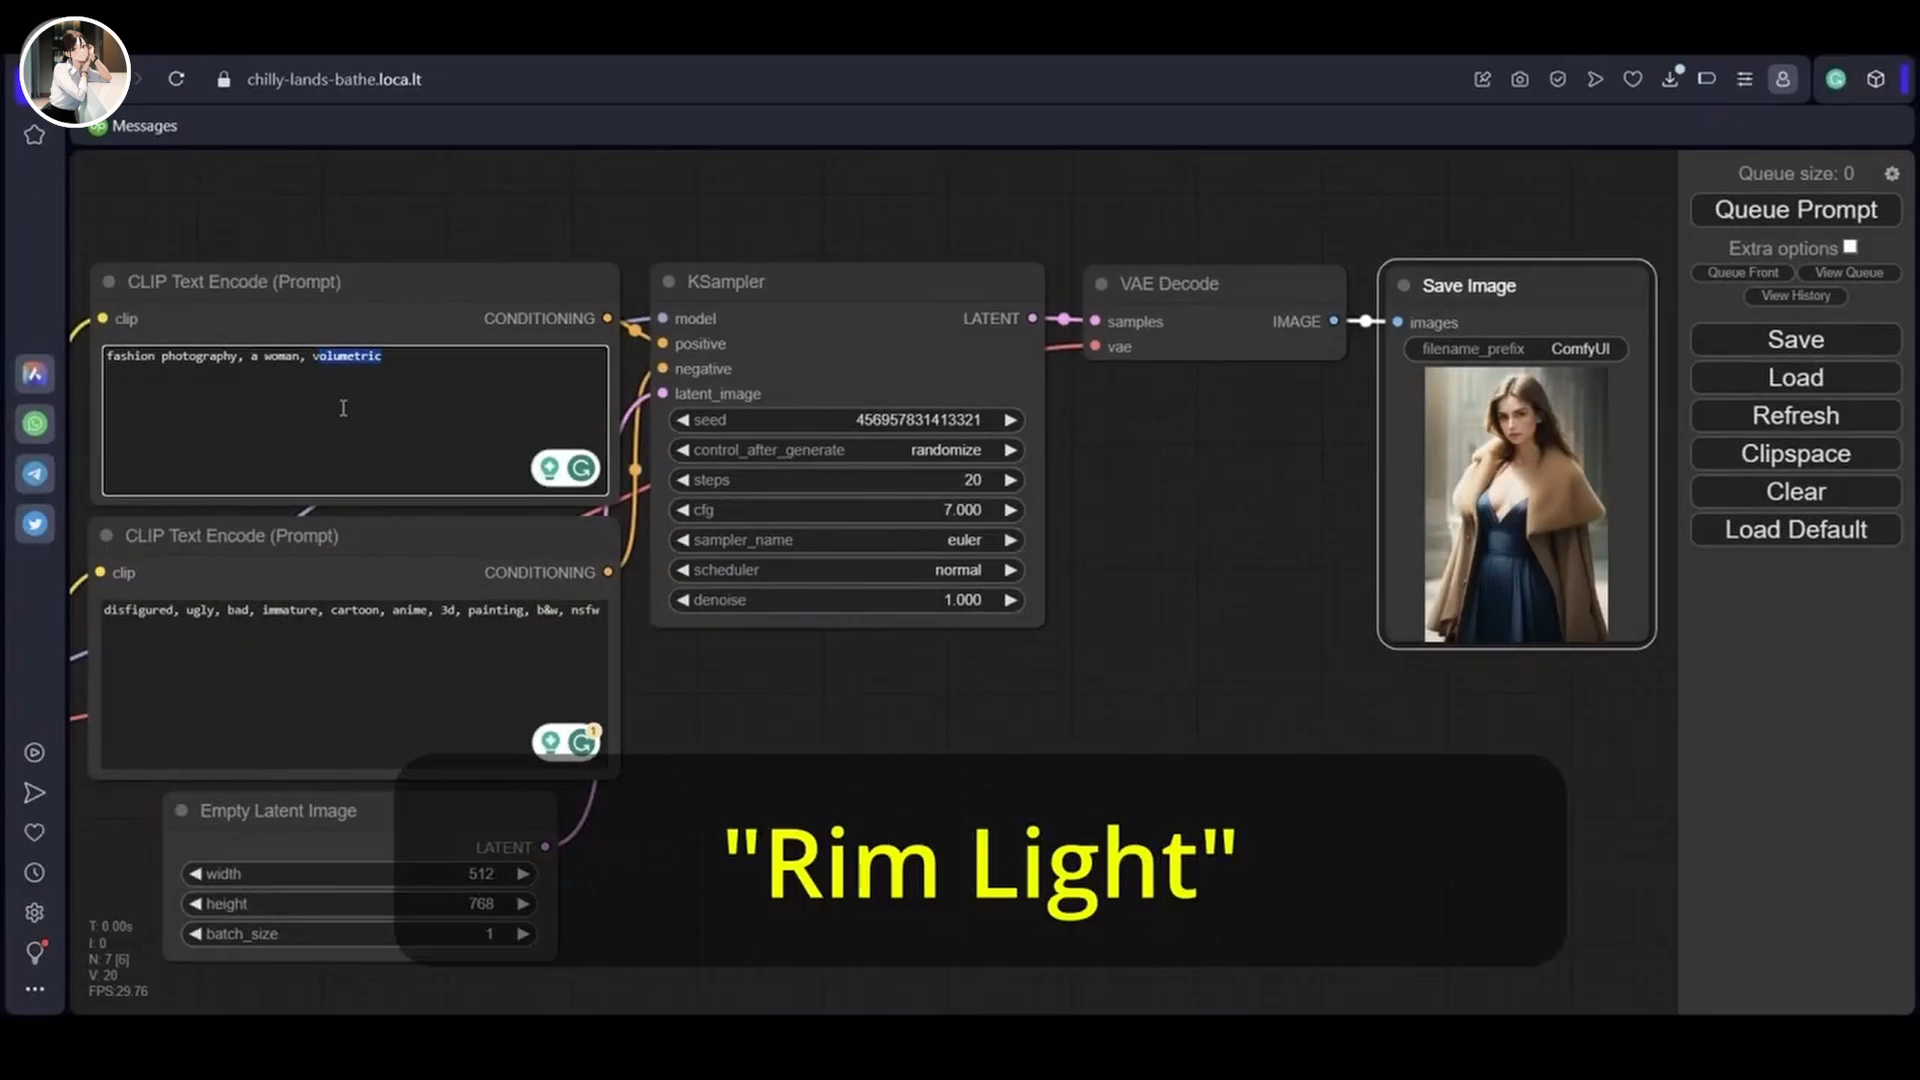 chilly-lands-bathe.loca.lt
Messages
Queue size: 0
Queue Prompt
Extra options
Queue Front View Queue
View History
Save
Load
Refresh
Clipspace
Clear
Load Default
CLIP Text Encode (Prompt)
clip CONDITIONING
fashion photography, a woman, volumetric
CLIP Text Encode (Prompt)
clip CONDITIONING
disfigured, ugly, bad, immature, cartoon, anime, 3d, painting, b&w, nsfw
1
KSampler
model LATENT
positive
negative
latent_image
seed 456957831413321
control_after_generate randomize
steps 20
cfg 7.000
sampler_name euler
scheduler normal
denoise 1.000
VAE Decode
samples IMAGE
vae
Save Image
images
filename_prefix ComfyUI
Empty Latent Image
LATENT
width 512
height 768
batch_size 1
T: 0.00s
I: 0
N: 7 [6]
V: 20
FPS:29.76
"Rim Light"